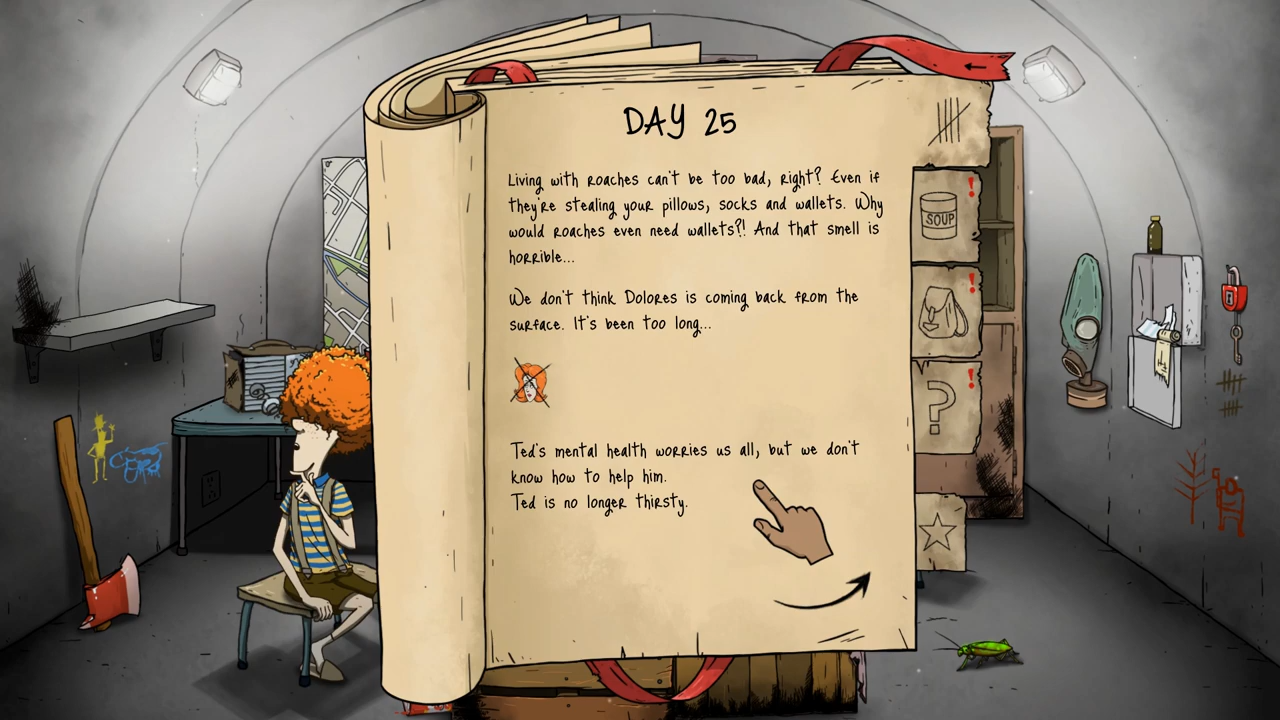 DAY 25
Living with roaches can't be too bad, right? Even if
they're stealing your pillows, socks and wallets. Why
would roaches even need wallets?! And that smell is
horrible...
We don't think Dolores is coming back from the
surface. It's been too long...
Ted's mental health worries us all, but we don't
know how to help him.
Ted is no longer thirsty.
!
SOUP
!
!
?